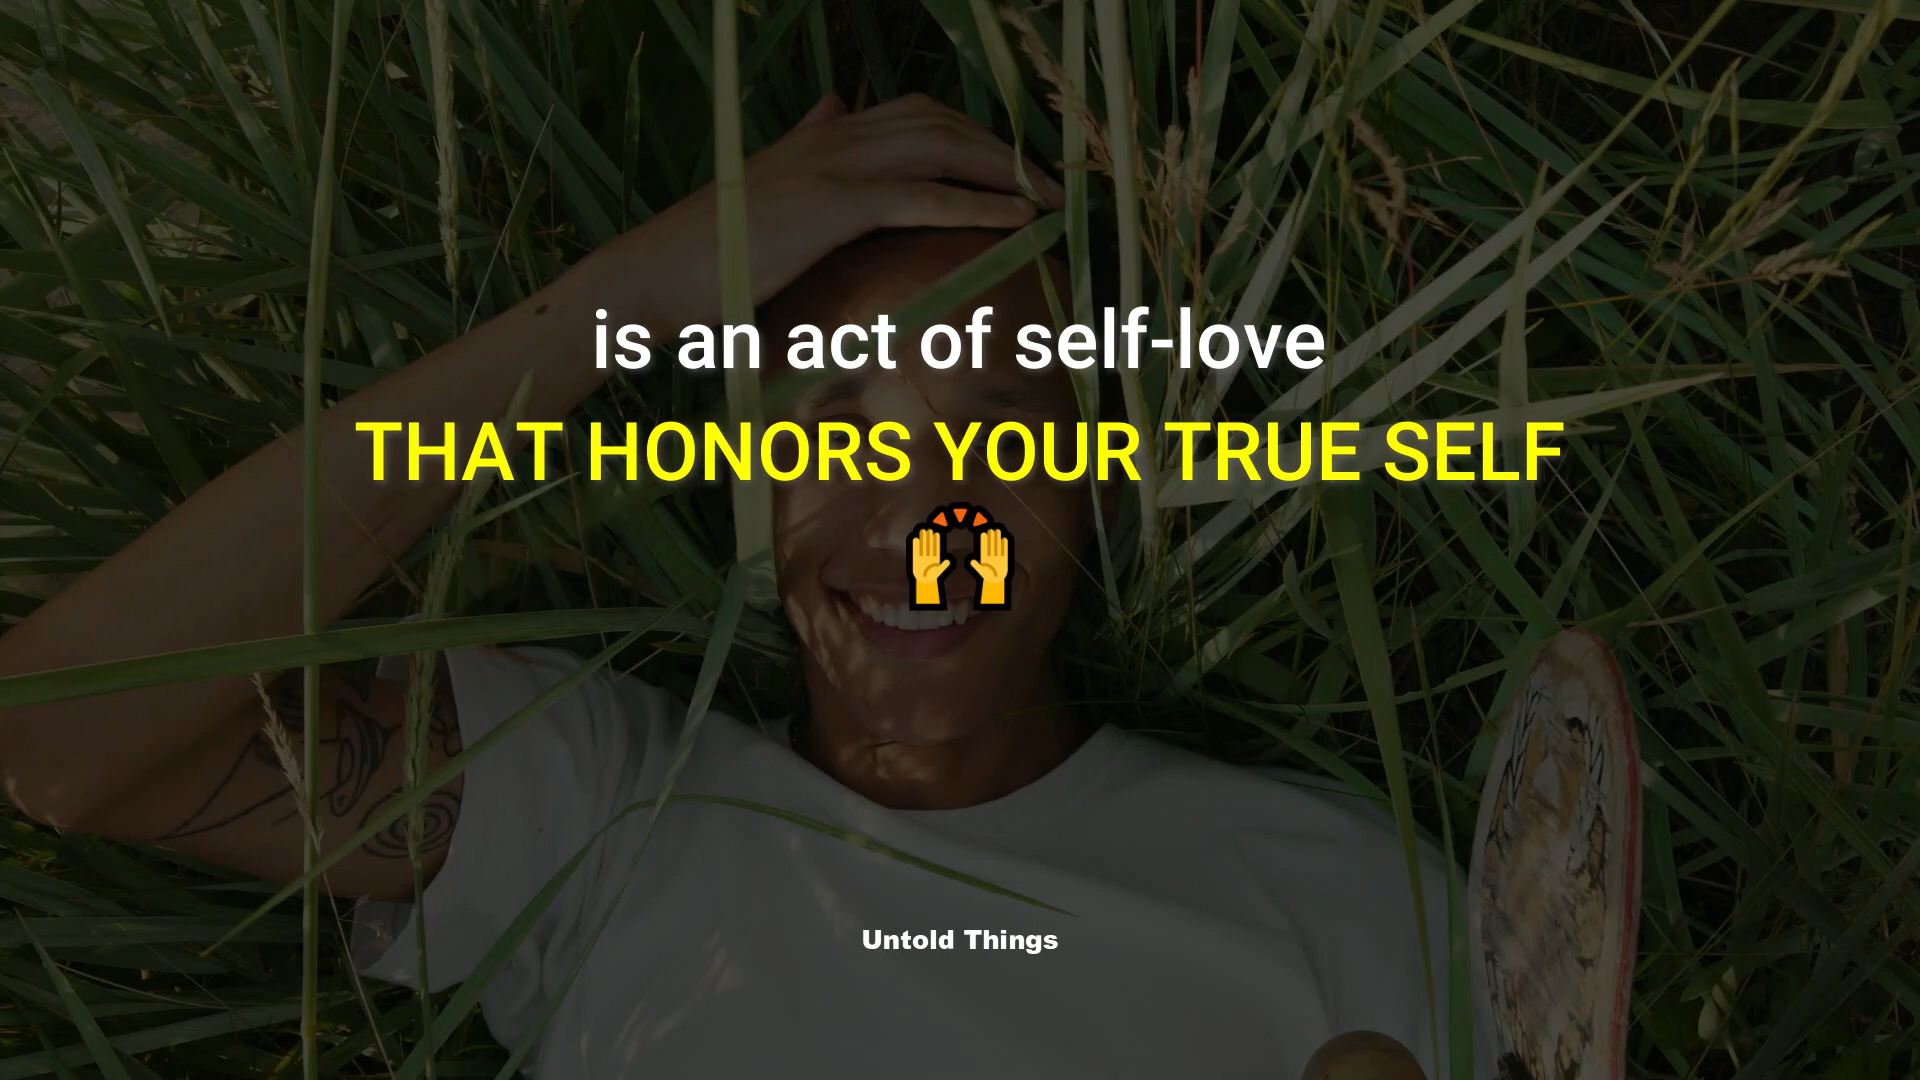 is an act of self-love
THAT HONORS YOUR TRUE SELF
🙌
Untold Things